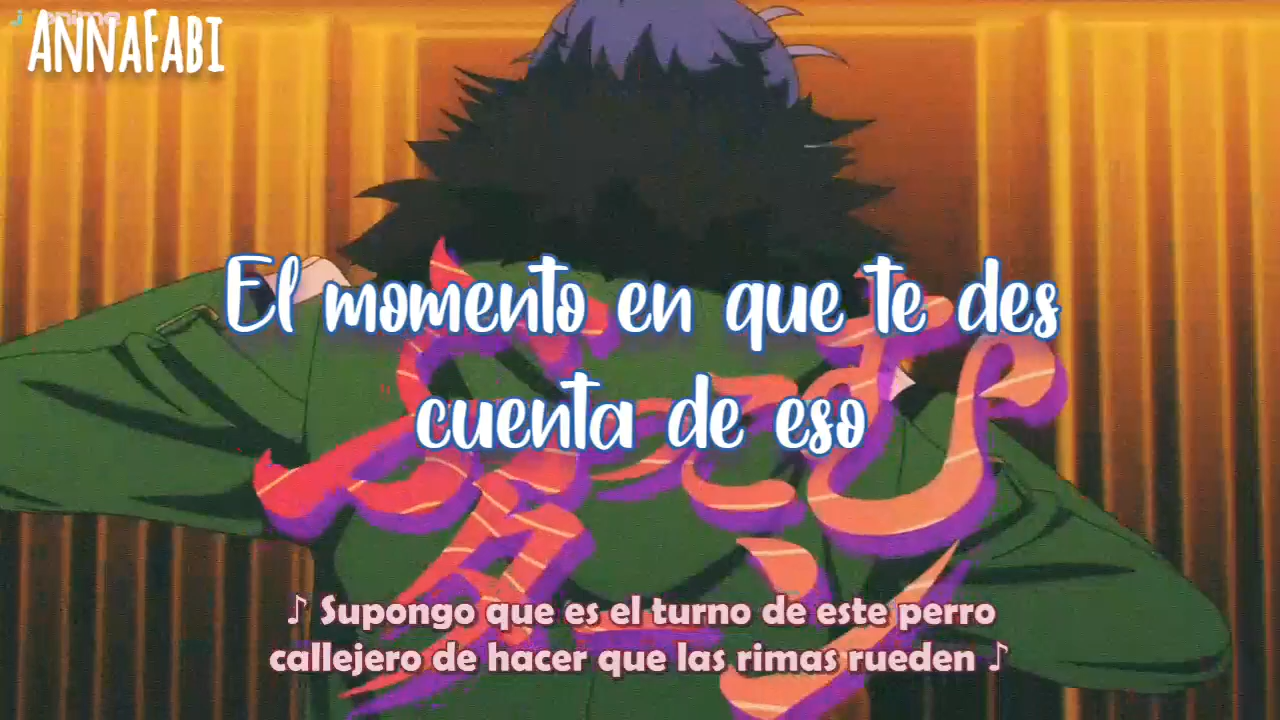 ANNAFABI
El momento en que te des
cuenta de eso
♪ Supongo que es el turno de este perro
callejero de hacer que las rimas rueden ♪